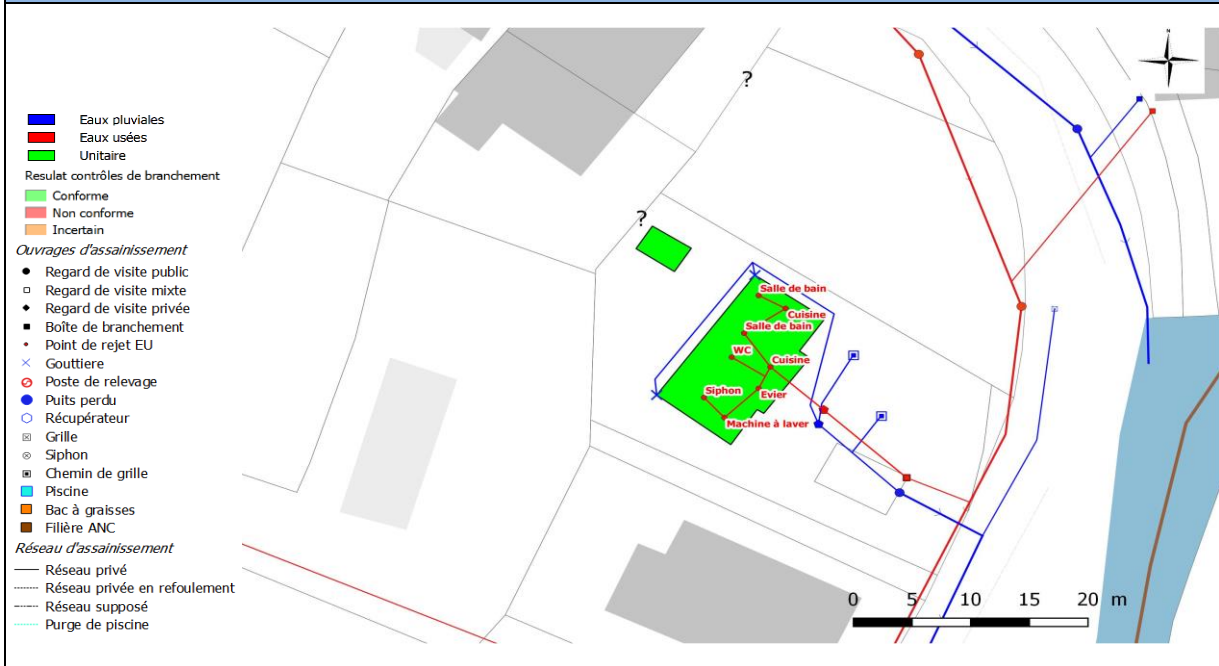 Eaux pluviales
Eaux usées
Unitaire
Resulat contrôles de branchement
Conforme
Non conforme
Incertain
Ouvrages d'assainissement
Regard de visite public
Regard de visite mixte
Regard de visite privée
Boîte de branchement
Point de rejet EU
Gouttiere
Poste de relevage
Puits perdu
Récupérateur
Grille
Siphon
Chemin de grille
Piscine
Bac à graisses
Filière ANC
Réseau d'assainissement
Réseau privé
Réseau privée en refoulement
Réseau supposé
Purge de piscine
?
?
N
Salle de bain
Cuisine
Salle de bain
WC
Cuisine
Siphon
Evier
Machine à laver
0 5 10 15 20 m